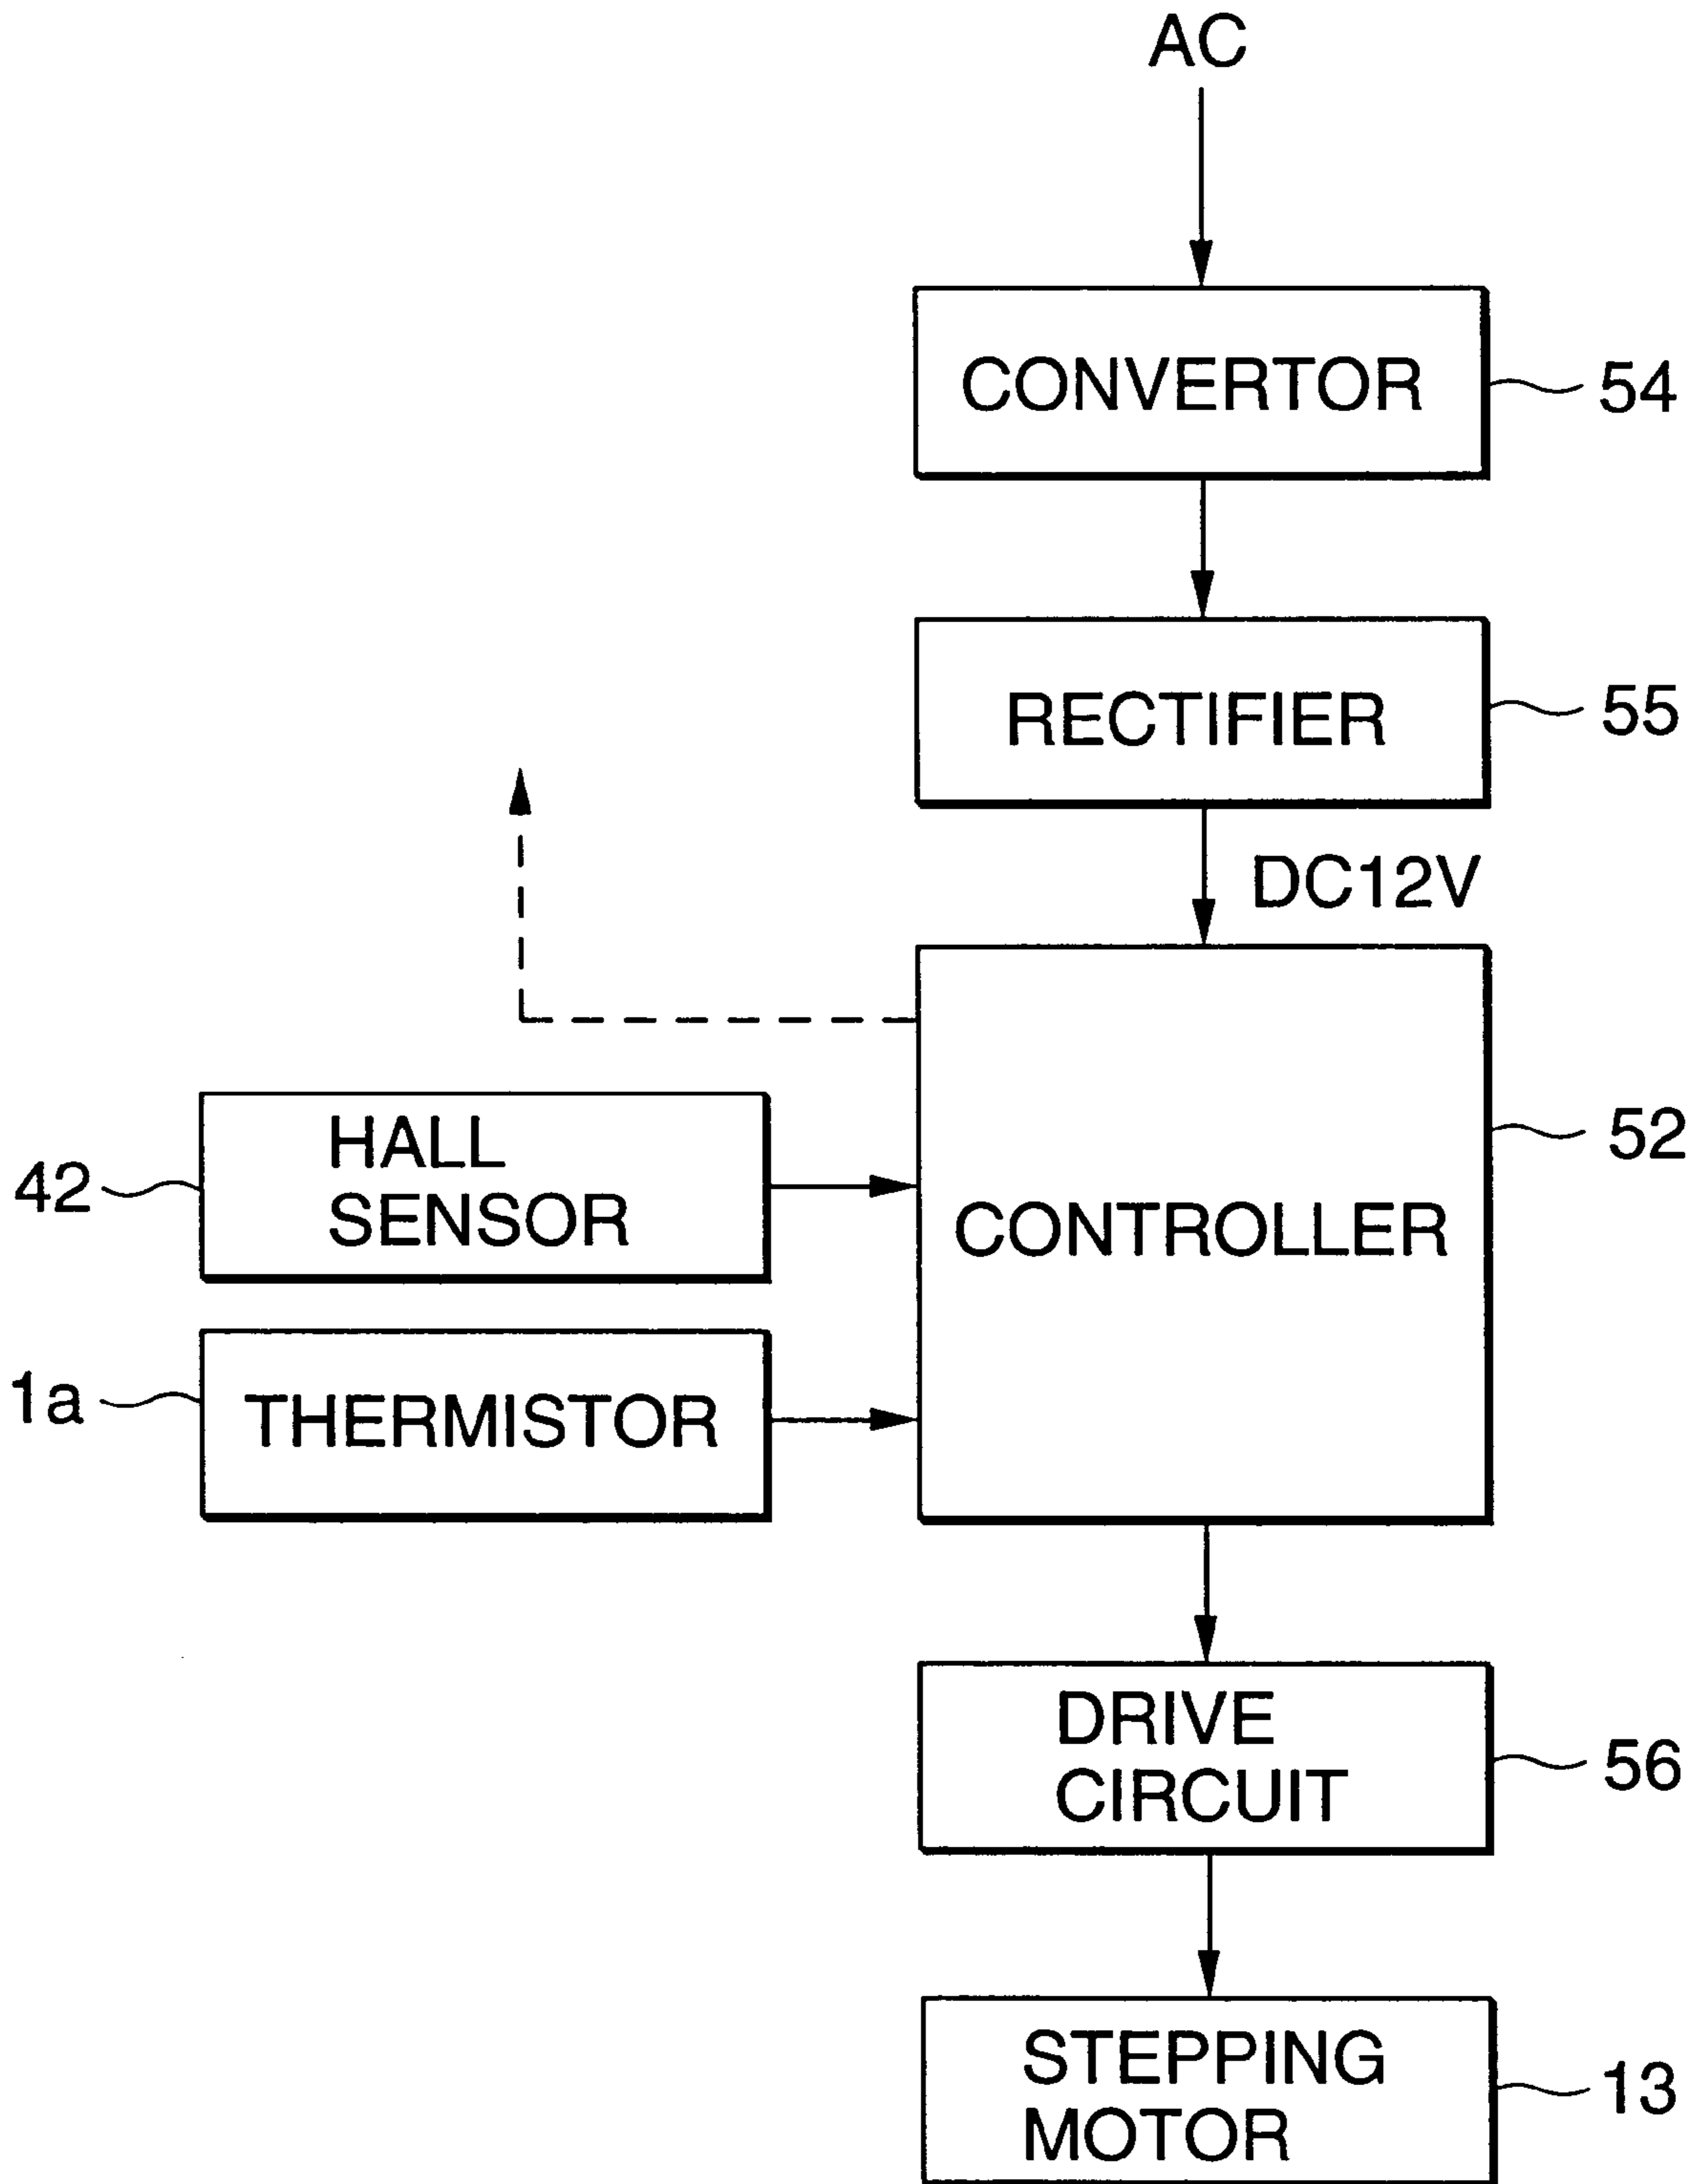 AC
CONVERTOR
54
RECTIFIER
55
DC12V
HALL
SENSOR
42
CONTROLLER
52
THERMISTOR
1a
DRIVE
CIRCUIT
56
STEPPING
MOTOR
13